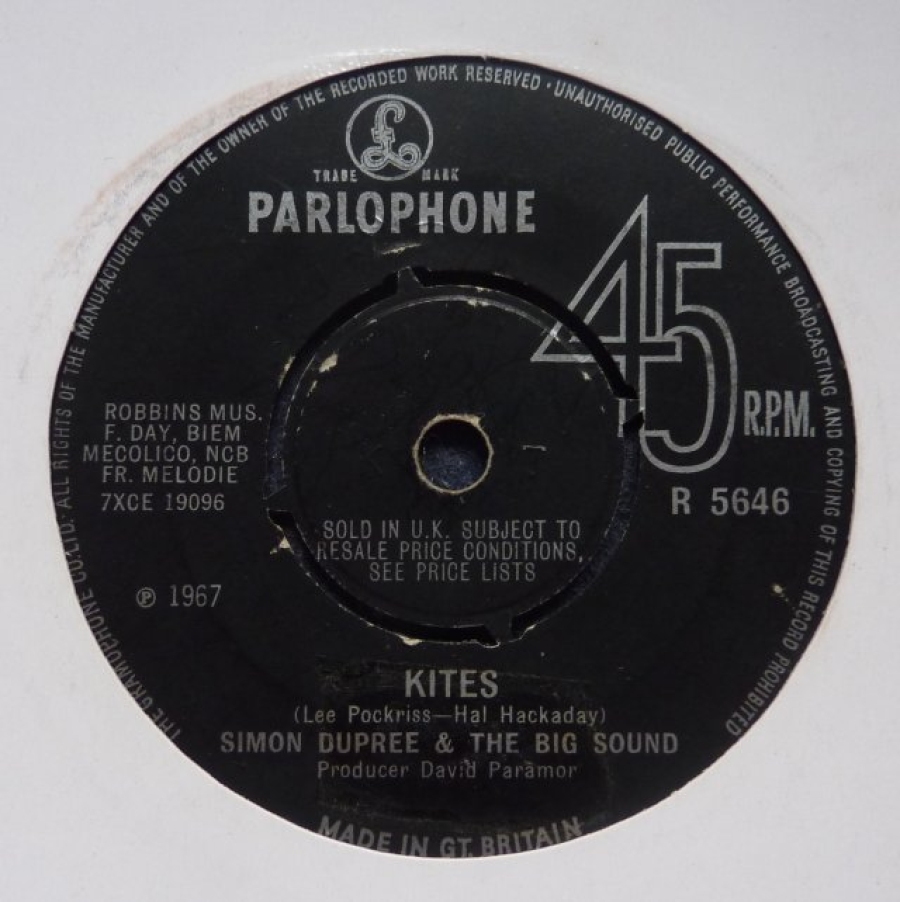 THE GRAMOPHONE CO. LTD. ALL RIGHTS OF THE MANUFACTURER AND OF THE OWNER OF THE RECORDED WORK RESERVED · UNAUTHORISED PUBLIC PERFORMANCE BROADCASTING AND COPYING OF THIS RECORD PROHIBITED
£
TRADE MARK
PARLOPHONE
45
R.P.M.
R 5646
ROBBINS MUS.
F. DAY, BIEM
MECOLICO, NCB
FR. MELODIE
7XCE 19096
SOLD IN U.K. SUBJECT TO
RESALE PRICE CONDITIONS,
SEE PRICE LISTS
℗ 1967
KITES
(Lee Pockriss—Hal Hackaday)
SIMON DUPREE & THE BIG SOUND
Producer David Paramor
MADE IN GT. BRITAIN